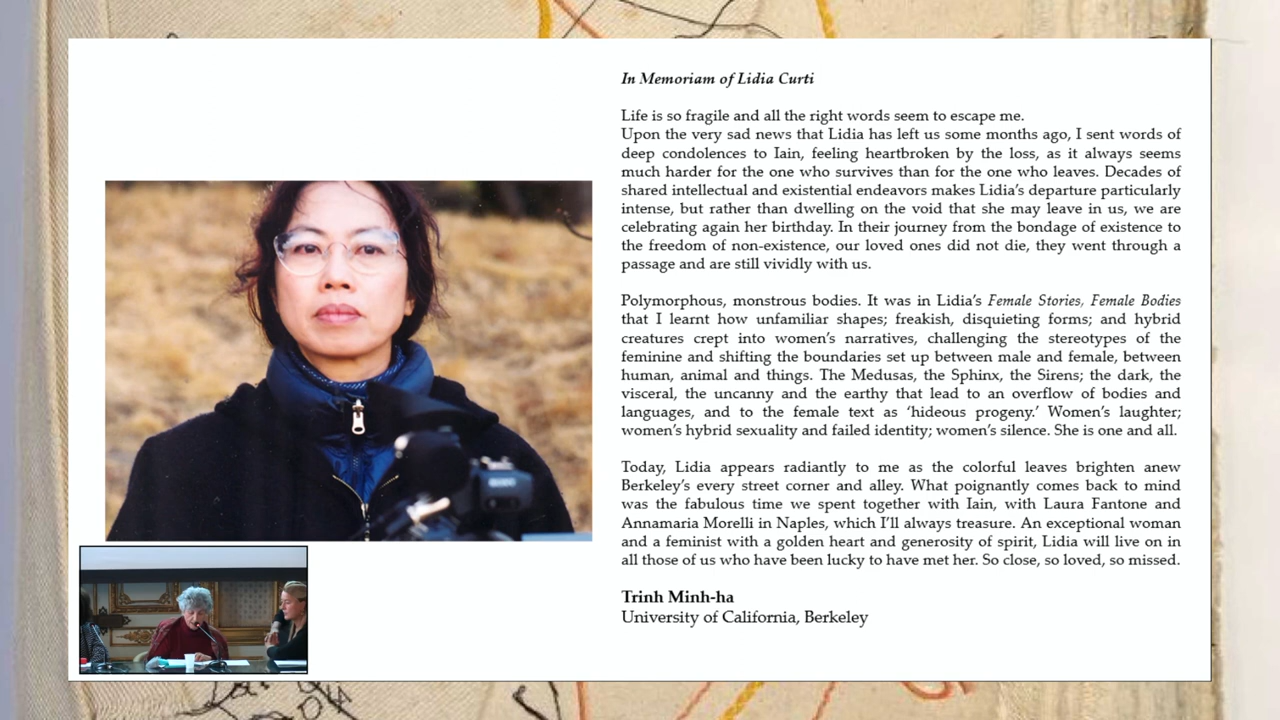 In Memoriam of Lidia Curti
Life is so fragile and all the right words seem to escape me.
Upon the very sad news that Lidia has left us some months ago, I sent words of
deep condolences to Iain, feeling heartbroken by the loss, as it always seems
much harder for the one who survives than for the one who leaves. Decades of
shared intellectual and existential endeavors makes Lidia’s departure particularly
intense, but rather than dwelling on the void that she may leave in us, we are
celebrating again her birthday. In their journey from the bondage of existence to
the freedom of non-existence, our loved ones did not die, they went through a
passage and are still vividly with us.
Polymorphous, monstrous bodies. It was in Lidia’s Female Stories, Female Bodies
that I learnt how unfamiliar shapes; freakish, disquieting forms; and hybrid
creatures crept into women’s narratives, challenging the stereotypes of the
feminine and shifting the boundaries set up between male and female, between
human, animal and things. The Medusas, the Sphinx, the Sirens; the dark, the
visceral, the uncanny and the earthy that lead to an overflow of bodies and
languages, and to the female text as ‘hideous progeny.’ Women’s laughter;
women’s hybrid sexuality and failed identity; women’s silence. She is one and all.
Today, Lidia appears radiantly to me as the colorful leaves brighten anew
Berkeley’s every street corner and alley. What poignantly comes back to mind
was the fabulous time we spent together with Iain, with Laura Fantone and
Annamaria Morelli in Naples, which I’ll always treasure. An exceptional woman
and a feminist with a golden heart and generosity of spirit, Lidia will live on in
all those of us who have been lucky to have met her. So close, so loved, so missed.
Trinh Minh-ha
University of California, Berkeley